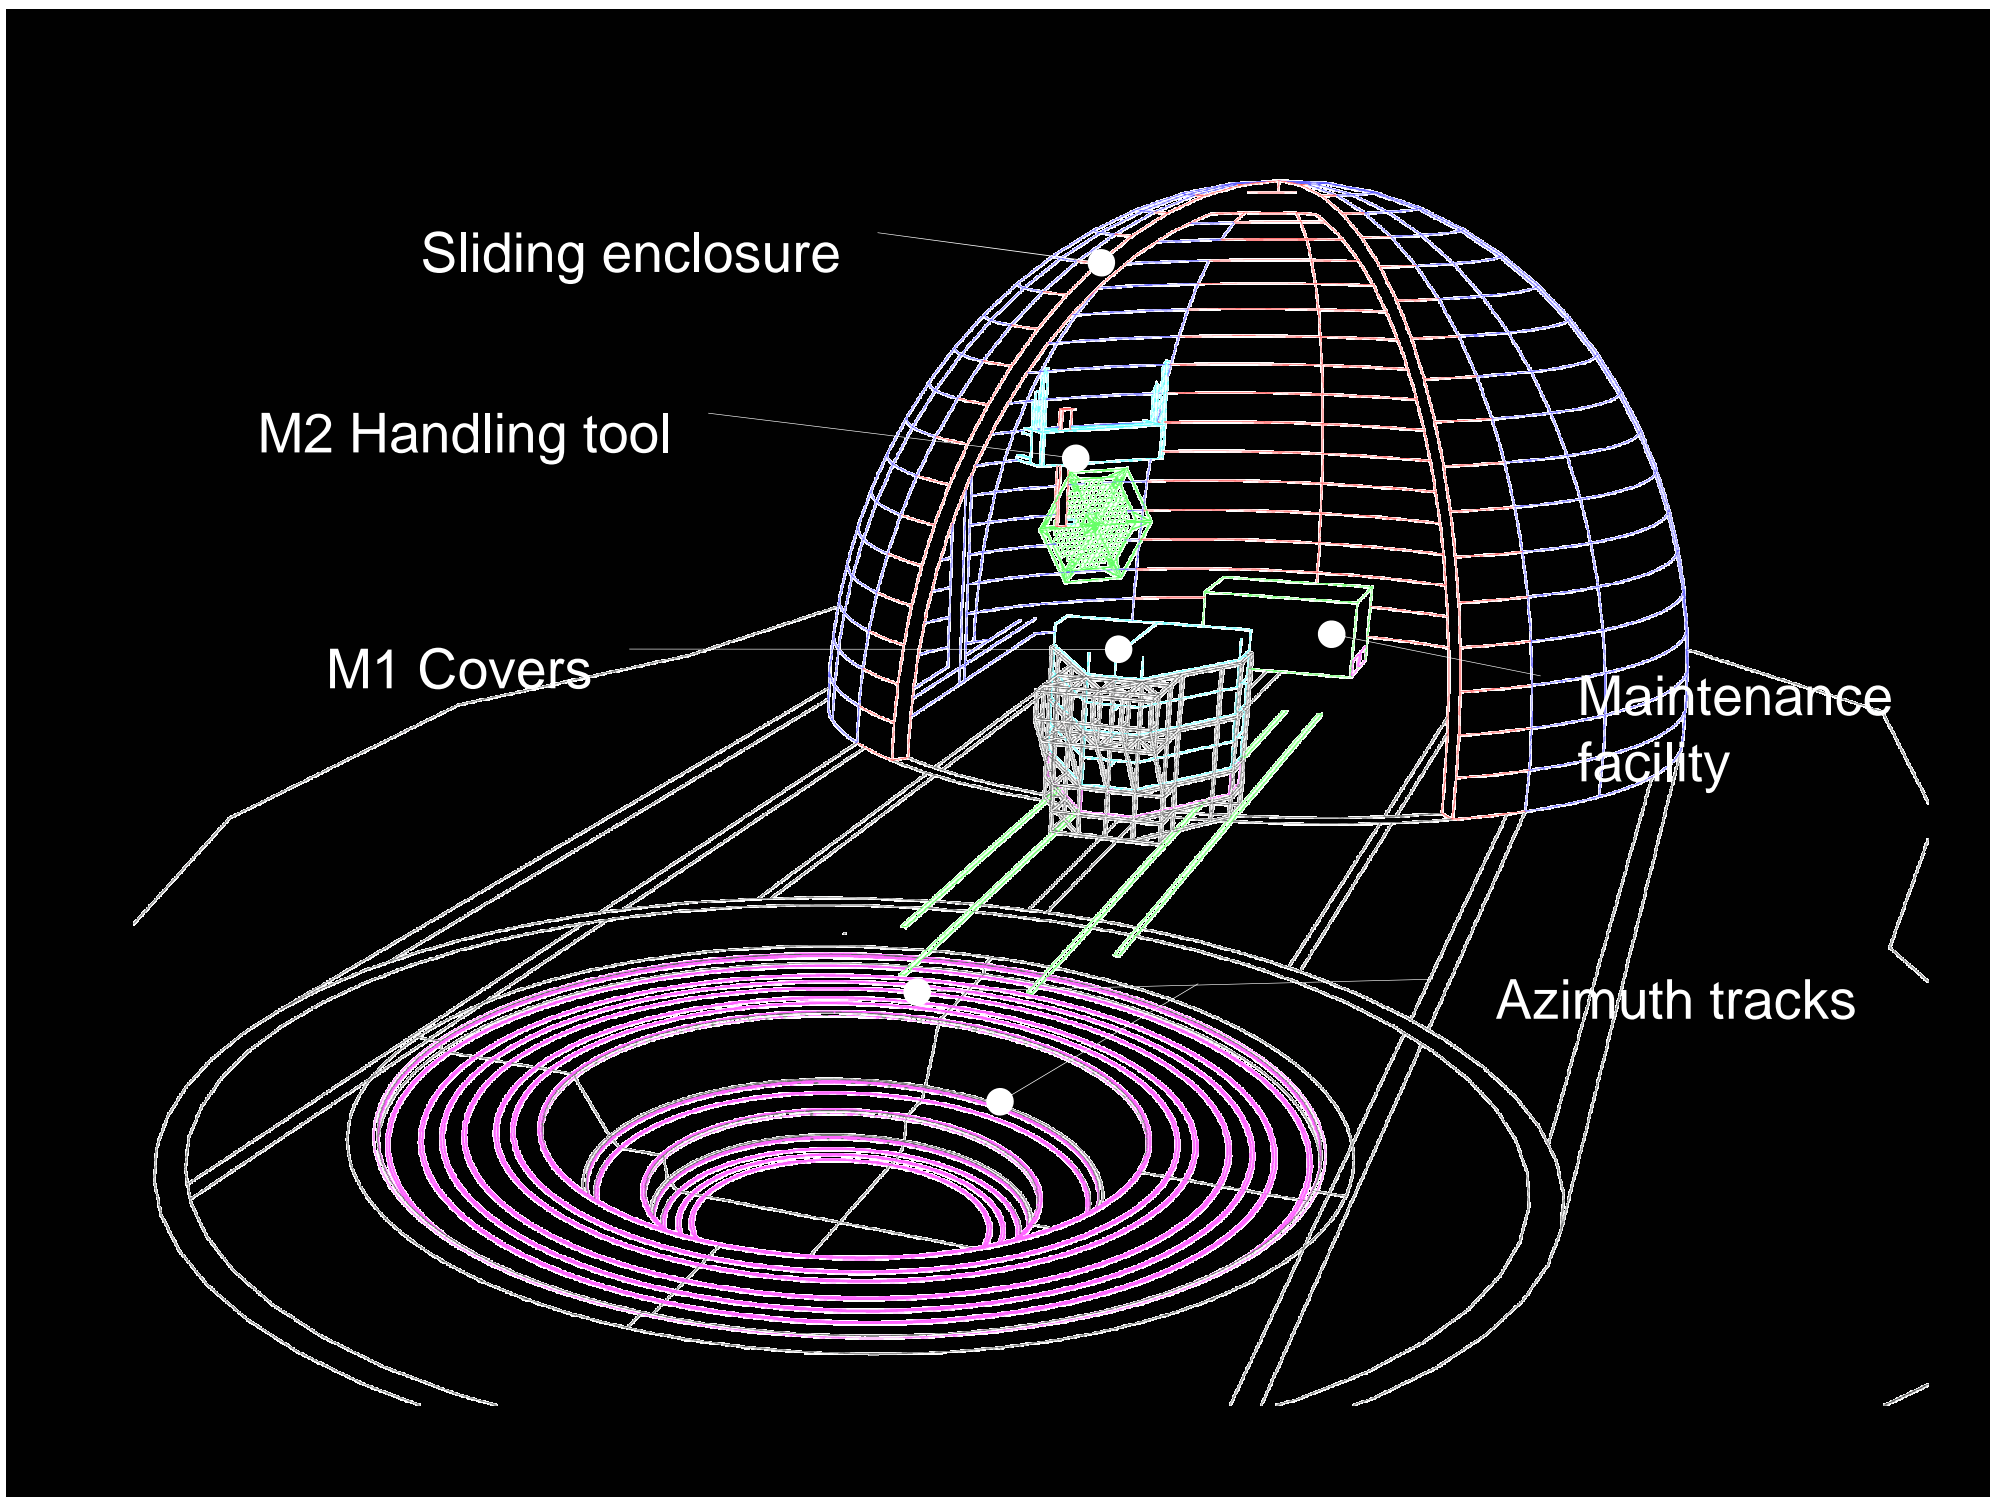 Sliding enclosure
M2 Handling tool
M1 Covers
Maintenance
facility
Azimuth tracks